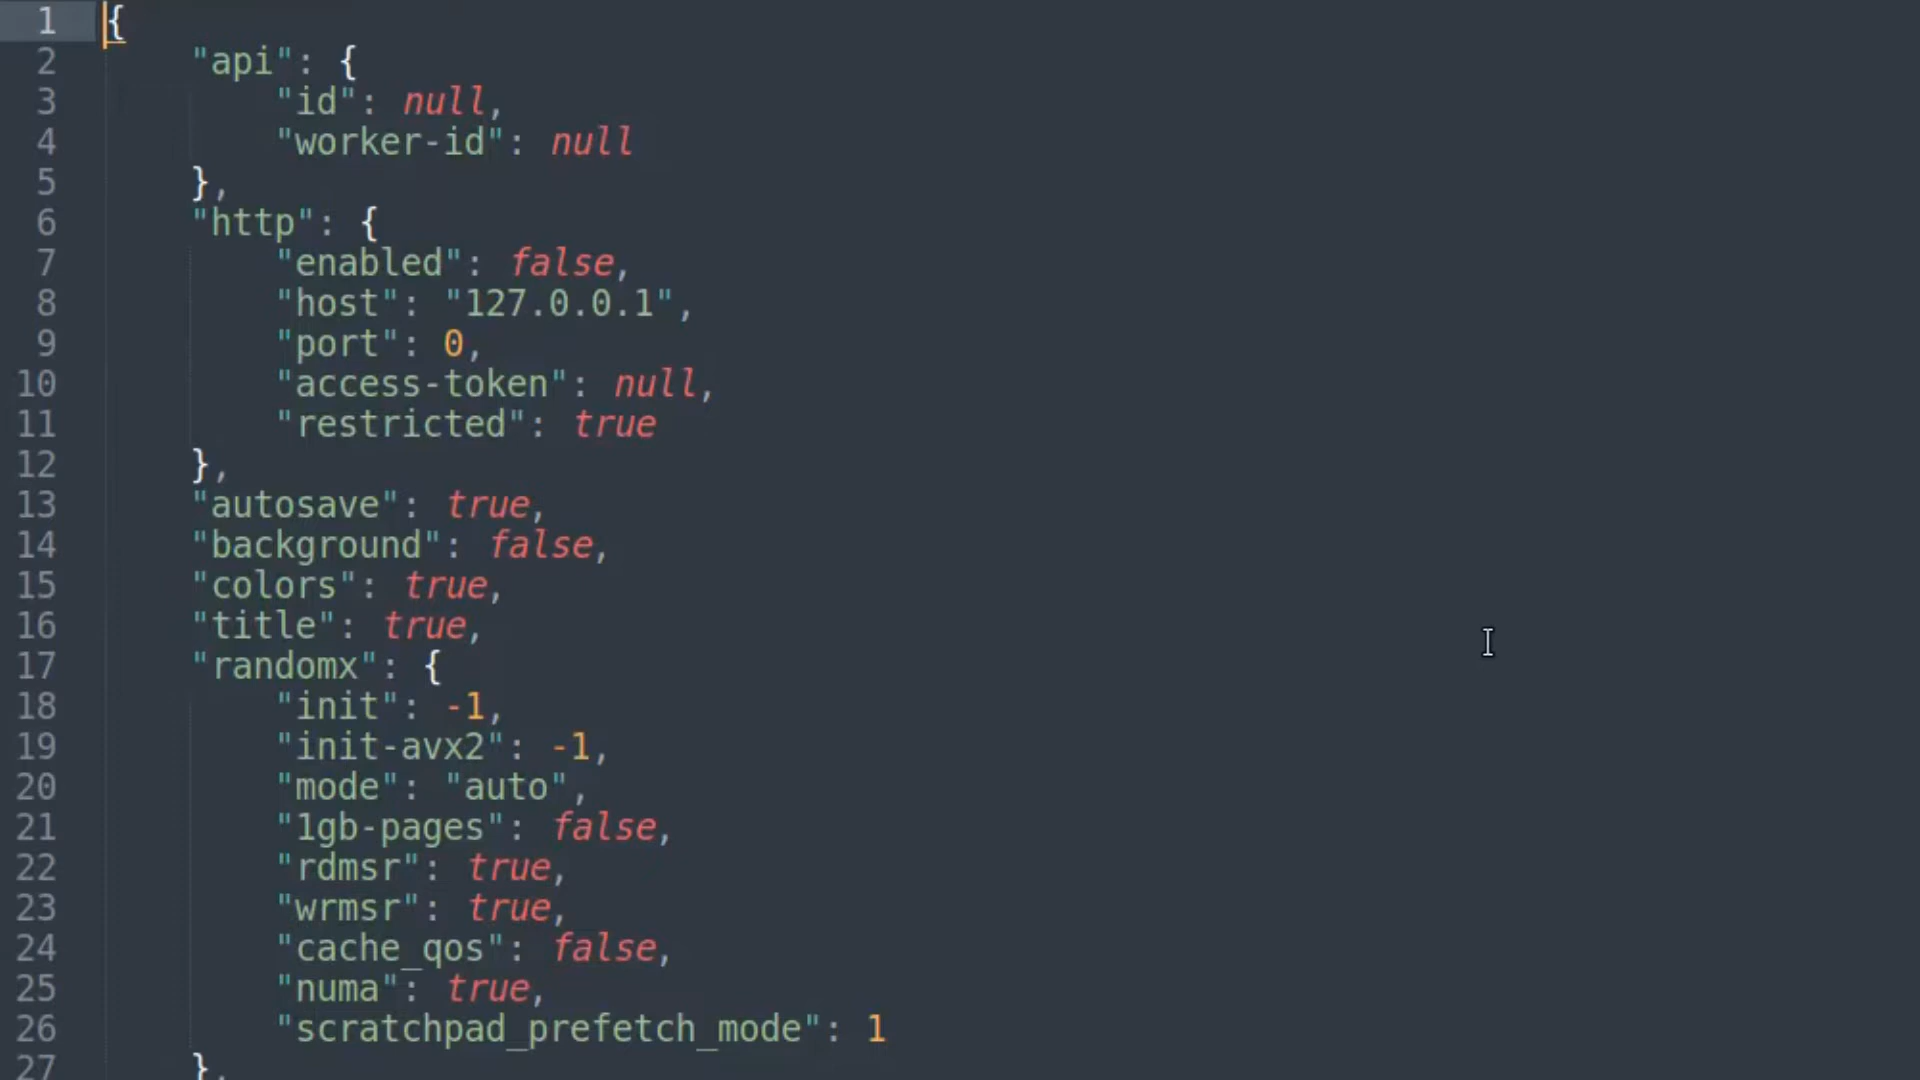 1 {
2     "api": {
3         "id": null,
4         "worker-id": null
5     },
6     "http": {
7         "enabled": false,
8         "host": "127.0.0.1",
9         "port": 0,
10         "access-token": null,
11         "restricted": true
12     },
13     "autosave": true,
14     "background": false,
15     "colors": true,
16     "title": true,
17     "randomx": {
18         "init": -1,
19         "init-avx2": -1,
20         "mode": "auto",
21         "1gb-pages": false,
22         "rdmsr": true,
23         "wrmsr": true,
24         "cache_qos": false,
25         "numa": true,
26         "scratchpad_prefetch_mode": 1
27     },